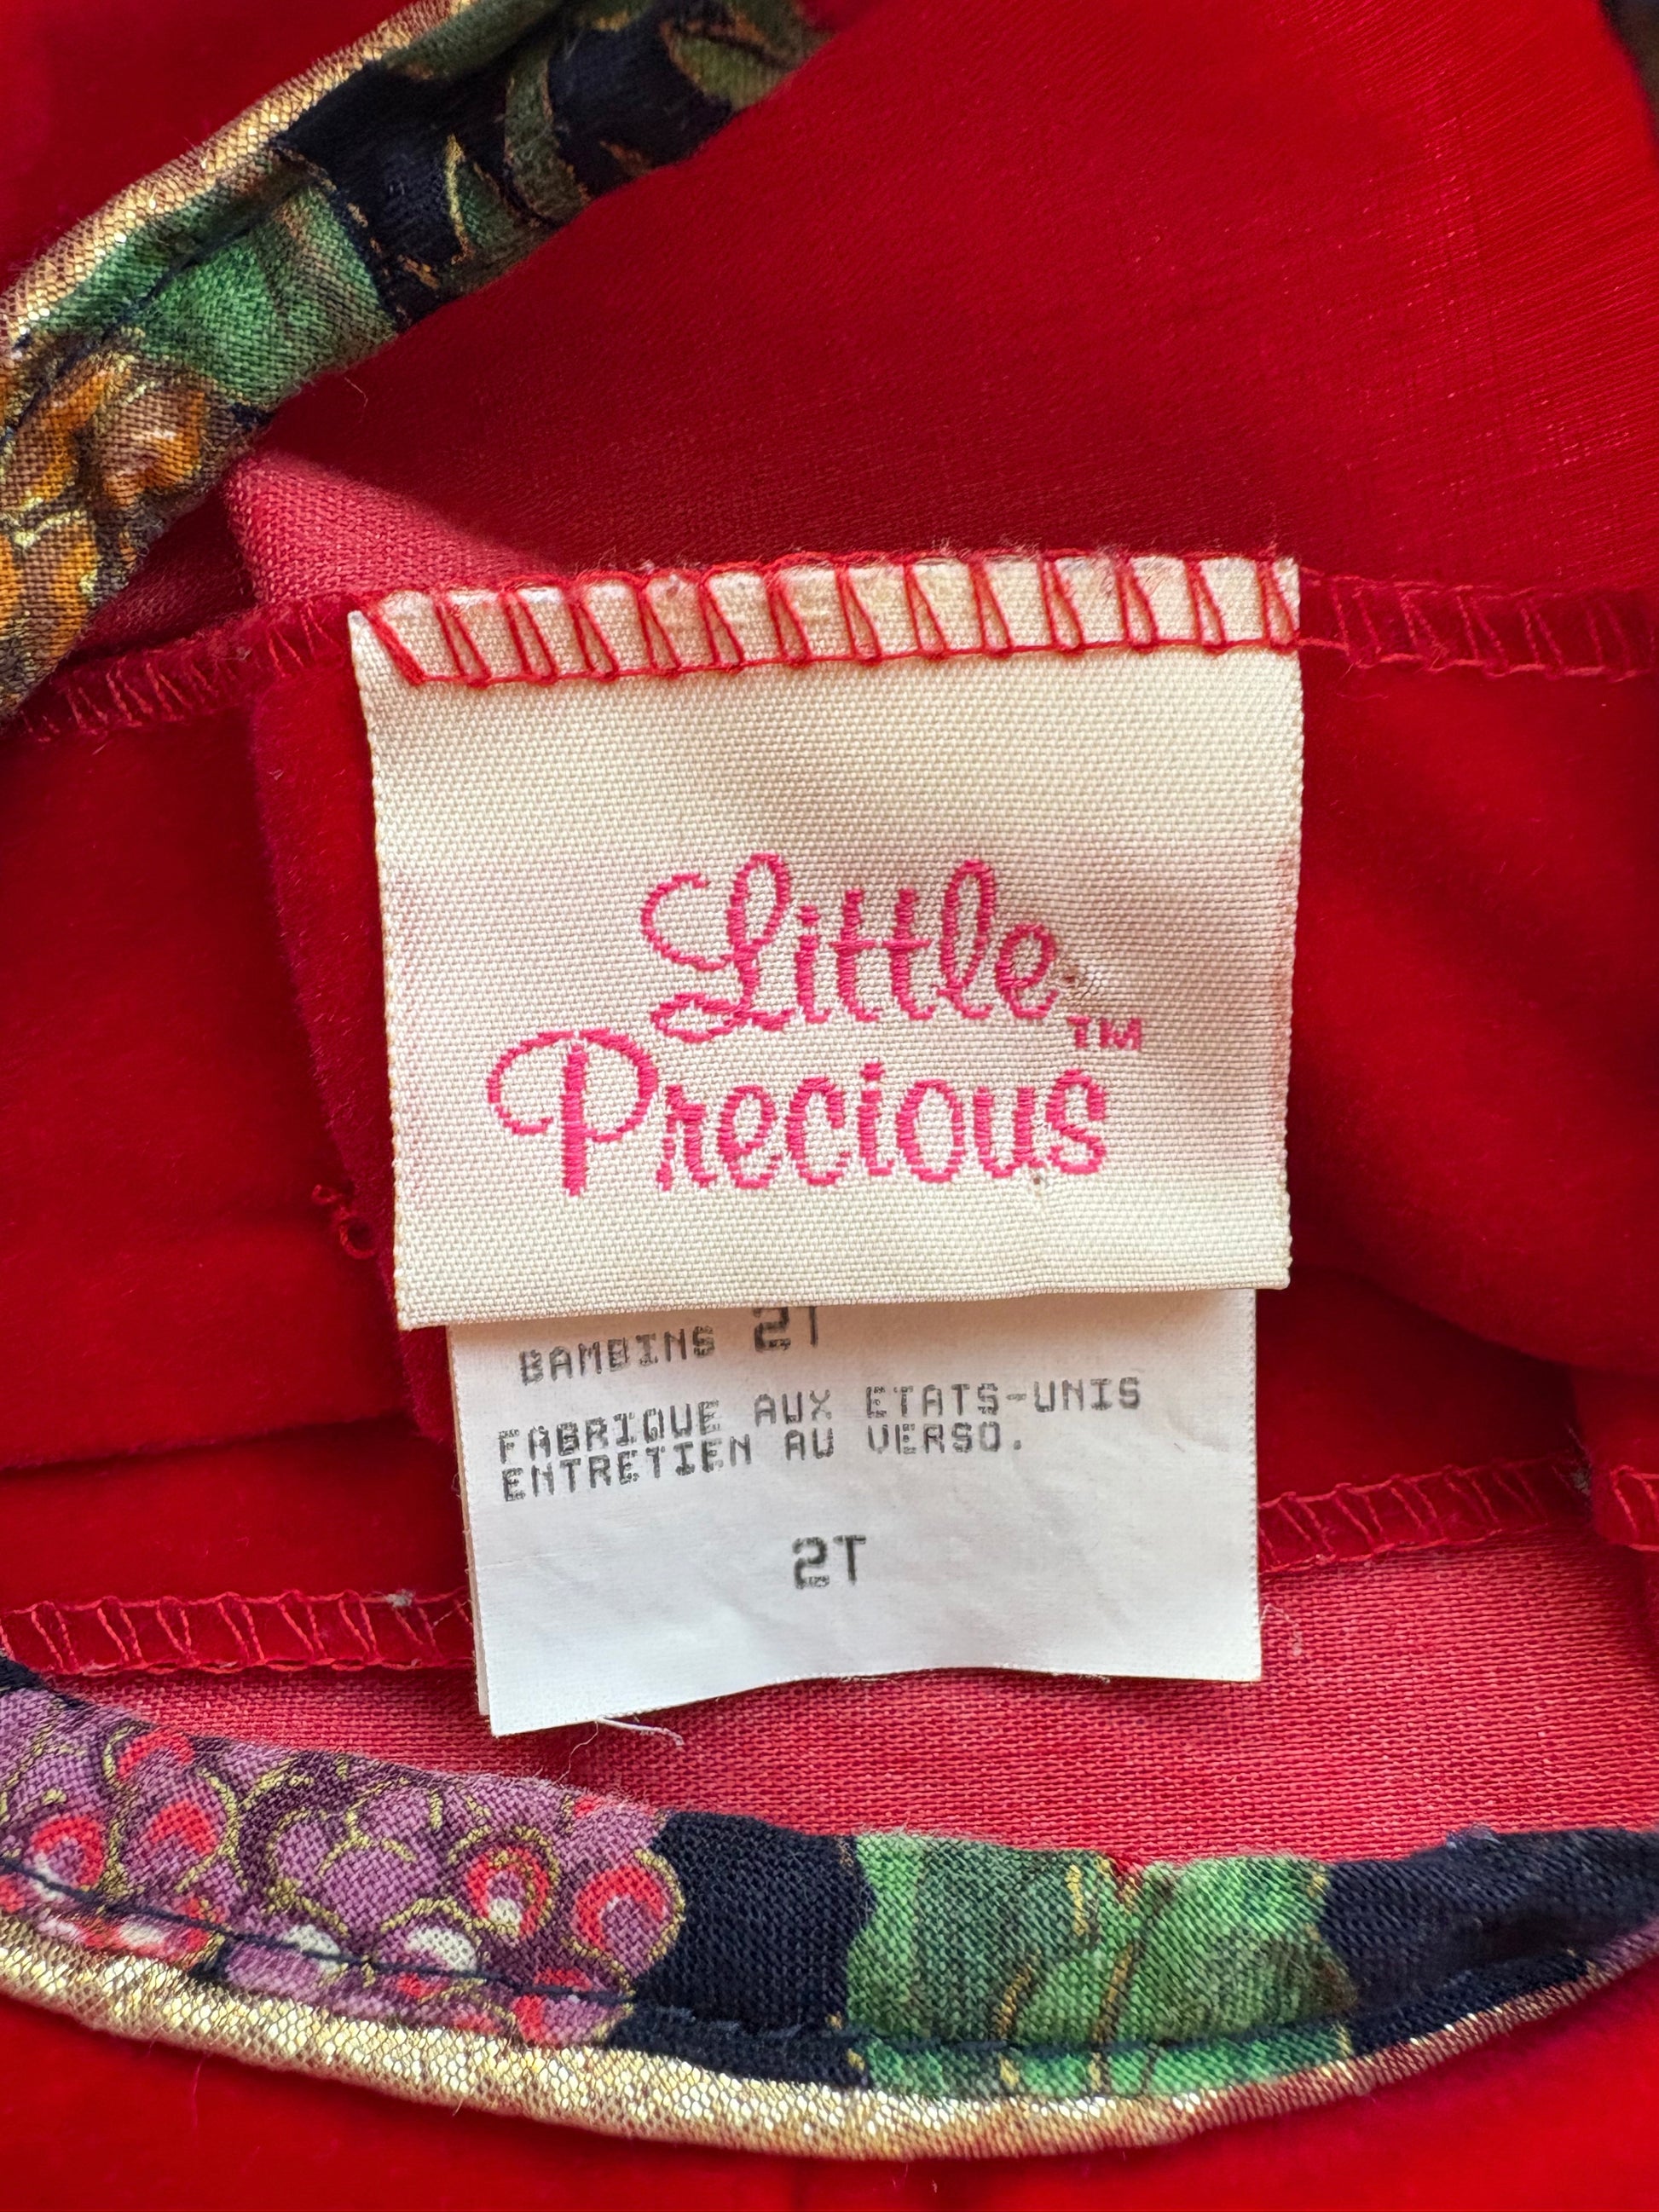 Little
Precious™
BAMBINS 2T
FABRIQUE AUX ETATS-UNIS
ENTRETIEN AU VERSO.
2T